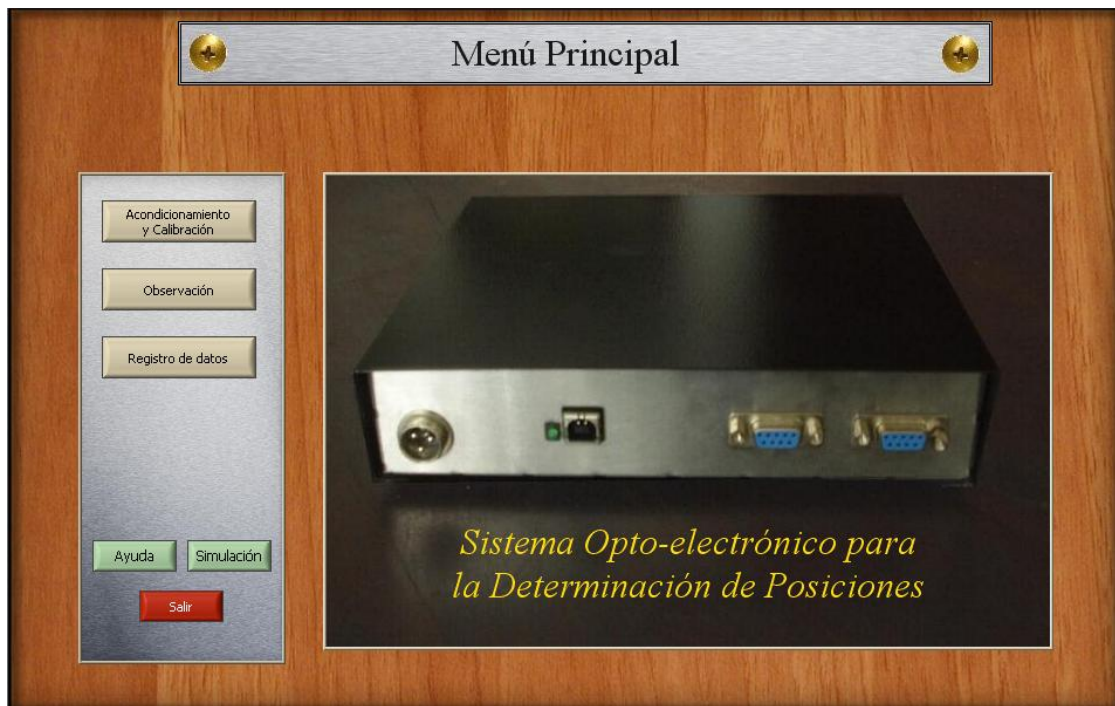 Menú Principal
Acondicionamiento
y Calibración
Observación
Registro de datos
Ayuda
Simulación
Salir
Sistema Opto-electrónico para
la Determinación de Posiciones